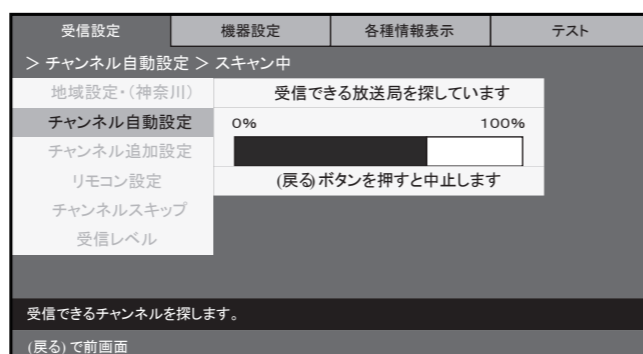 受信設定 機器設定 各種情報表示 テスト
＞チャンネル自動設定＞スキャン中
地域設定・（神奈川） 受信できる放送局を探しています
チャンネル自動設定 0% 100%
チャンネル追加設定
リモコン設定 (戻る)ボタンを押すと中止します
チャンネルスキップ
受信レベル
受信できるチャンネルを探します。
(戻る)で前画面